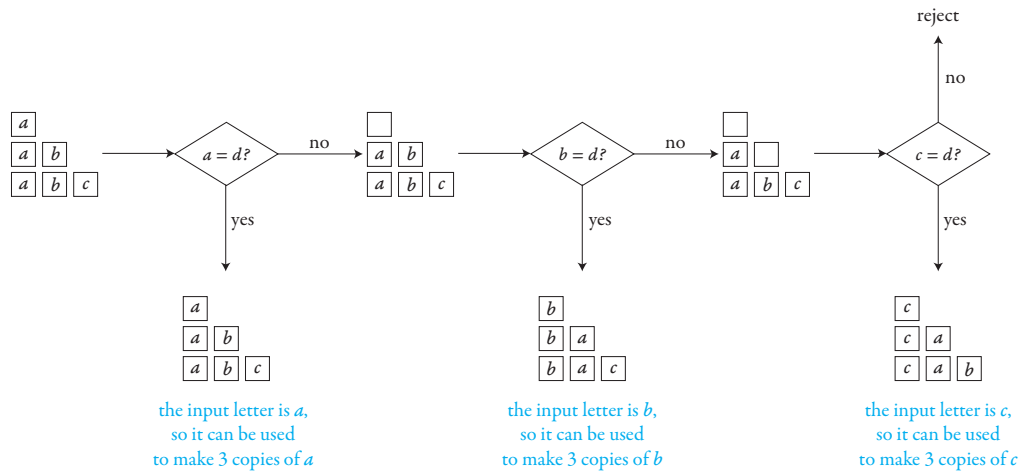 reject
no
a
a b
a b c
a = d?
no
a b
a b c
b = d?
no
a
a b c
c = d?
yes
yes
yes
a
a b
a b c
b
b a
b a c
c
c a
c a b
the input letter is a,
so it can be used
to make 3 copies of a
the input letter is b,
so it can be used
to make 3 copies of b
the input letter is c,
so it can be used
to make 3 copies of c